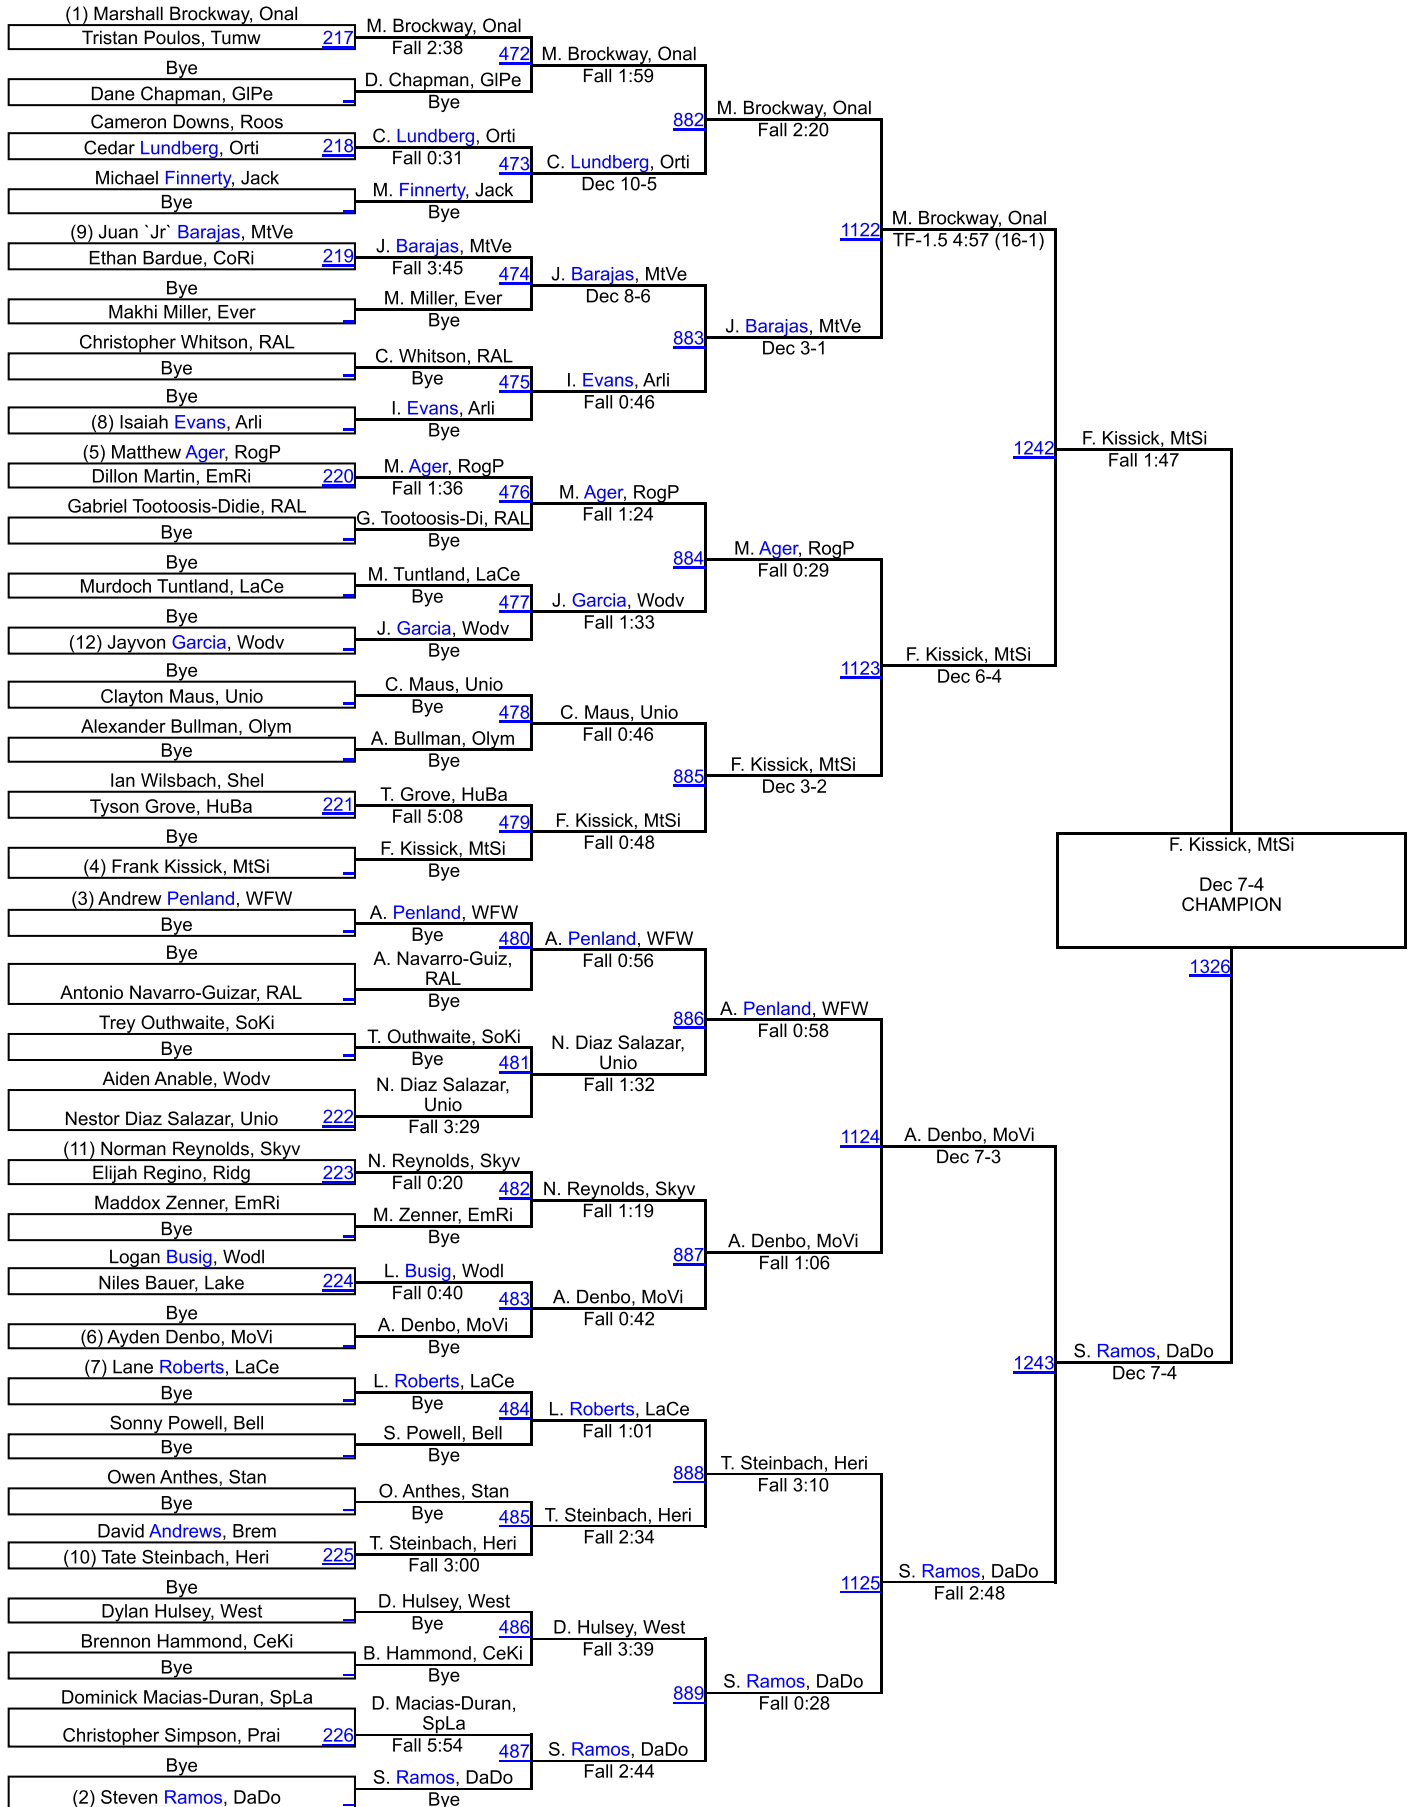 (1) Marshall Brockway, Onal
Tristan Poulos, Tumw 217
Bye
Dane Chapman, GlPe
Cameron Downs, Roos
Cedar Lundberg, Orti 218
Michael Finnerty, Jack
Bye
(9) Juan `Jr` Barajas, MtVe
Ethan Bardue, CoRi 219
Bye
Makhi Miller, Ever
Christopher Whitson, RAL
Bye
Bye
(8) Isaiah Evans, Arli
(5) Matthew Ager, RogP
Dillon Martin, EmRi 220
Gabriel Tootoosis-Didie, RAL
Bye
Bye
Murdoch Tuntland, LaCe
Bye
(12) Jayvon Garcia, Wodv
Bye
Clayton Maus, Unio
Alexander Bullman, Olym
Bye
Ian Wilsbach, Shel
Tyson Grove, HuBa 221
Bye
(4) Frank Kissick, MtSi
(3) Andrew Penland, WFW
Bye
Bye
Antonio Navarro-Guizar, RAL
Trey Outhwaite, SoKi
Bye
Aiden Anable, Wodv
Nestor Diaz Salazar, Unio 222
(11) Norman Reynolds, Skyv
Elijah Regino, Ridg 223
Maddox Zenner, EmRi
Bye
Logan Busig, Wodl
Niles Bauer, Lake 224
Bye
(6) Ayden Denbo, MoVi
(7) Lane Roberts, LaCe
Bye
Sonny Powell, Bell
Bye
Owen Anthes, Stan
Bye
David Andrews, Brem
(10) Tate Steinbach, Heri 225
Bye
Dylan Hulsey, West
Brennon Hammond, CeKi
Bye
Dominick Macias-Duran, SpLa
Christopher Simpson, Prai 226
Bye
(2) Steven Ramos, DaDo
M. Brockway, Onal
Fall 2:38
472
D. Chapman, GlPe
Bye
C. Lundberg, Orti
Fall 0:31
473
M. Finnerty, Jack
Bye
J. Barajas, MtVe
Fall 3:45
474
M. Miller, Ever
Bye
C. Whitson, RAL
Bye
475
I. Evans, Arli
Bye
M. Ager, RogP
Fall 1:36
476
G. Tootoosis-Di, RAL
Bye
M. Tuntland, LaCe
Bye
477
J. Garcia, Wodv
Bye
C. Maus, Unio
Bye
478
A. Bullman, Olym
Bye
T. Grove, HuBa
Fall 5:08
479
F. Kissick, MtSi
Bye
A. Penland, WFW
Bye
480
A. Navarro-Guiz,
RAL
Bye
T. Outhwaite, SoKi
Bye
481
N. Diaz Salazar,
Unio
Fall 3:29
N. Reynolds, Skyv
Fall 0:20
482
M. Zenner, EmRi
Bye
L. Busig, Wodl
Fall 0:40
483
A. Denbo, MoVi
Bye
L. Roberts, LaCe
Bye
484
S. Powell, Bell
Bye
O. Anthes, Stan
Bye
485
T. Steinbach, Heri
Fall 3:00
D. Hulsey, West
Bye
486
B. Hammond, CeKi
Bye
D. Macias-Duran,
SpLa
Fall 5:54
487
S. Ramos, DaDo
Bye
M. Brockway, Onal
Fall 1:59
882
C. Lundberg, Orti
Dec 10-5
J. Barajas, MtVe
Dec 8-6
883
I. Evans, Arli
Fall 0:46
M. Ager, RogP
Fall 1:24
884
J. Garcia, Wodv
Fall 1:33
C. Maus, Unio
Fall 0:46
885
F. Kissick, MtSi
Fall 0:48
A. Penland, WFW
Fall 0:56
886
N. Diaz Salazar,
Unio
Fall 1:32
N. Reynolds, Skyv
Fall 1:19
887
A. Denbo, MoVi
Fall 0:42
L. Roberts, LaCe
Fall 1:01
888
T. Steinbach, Heri
Fall 2:34
D. Hulsey, West
Fall 3:39
889
S. Ramos, DaDo
Fall 2:44
M. Brockway, Onal
Fall 2:20
1122
J. Barajas, MtVe
Dec 3-1
M. Ager, RogP
Fall 0:29
1123
F. Kissick, MtSi
Dec 3-2
A. Penland, WFW
Fall 0:58
1124
A. Denbo, MoVi
Fall 1:06
T. Steinbach, Heri
Fall 3:10
1125
S. Ramos, DaDo
Fall 0:28
M. Brockway, Onal
TF-1.5 4:57 (16-1)
1242
F. Kissick, MtSi
Dec 6-4
A. Denbo, MoVi
Dec 7-3
1243
S. Ramos, DaDo
Fall 2:48
F. Kissick, MtSi
Fall 1:47
F. Kissick, MtSi
Dec 7-4
CHAMPION
1326
S. Ramos, DaDo
Dec 7-4